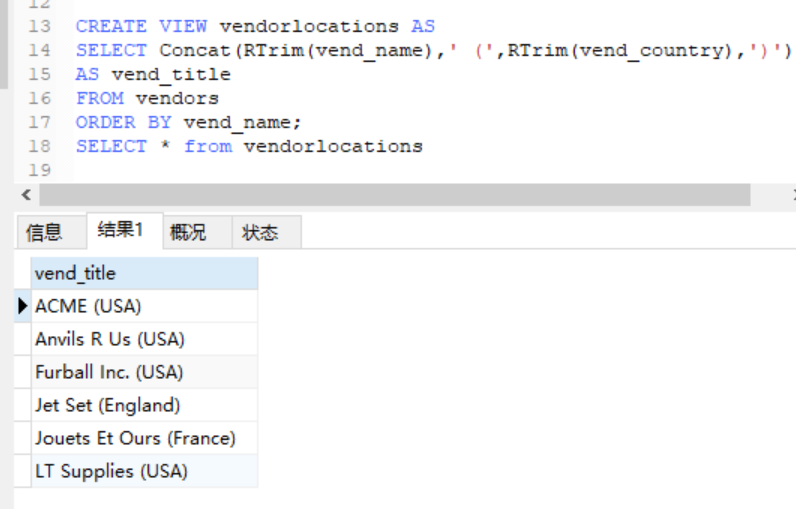 12
13 CREATE VIEW vendorlocations AS
14 SELECT Concat(RTrim(vend_name),' (',RTrim(vend_country),')')
15 AS vend_title
16 FROM vendors
17 ORDER BY vend_name;
18 SELECT * from vendorlocations
19
信息 结果1 概况 状态
vend_title
ACME (USA)
Anvils R Us (USA)
Furball Inc. (USA)
Jet Set (England)
Jouets Et Ours (France)
LT Supplies (USA)